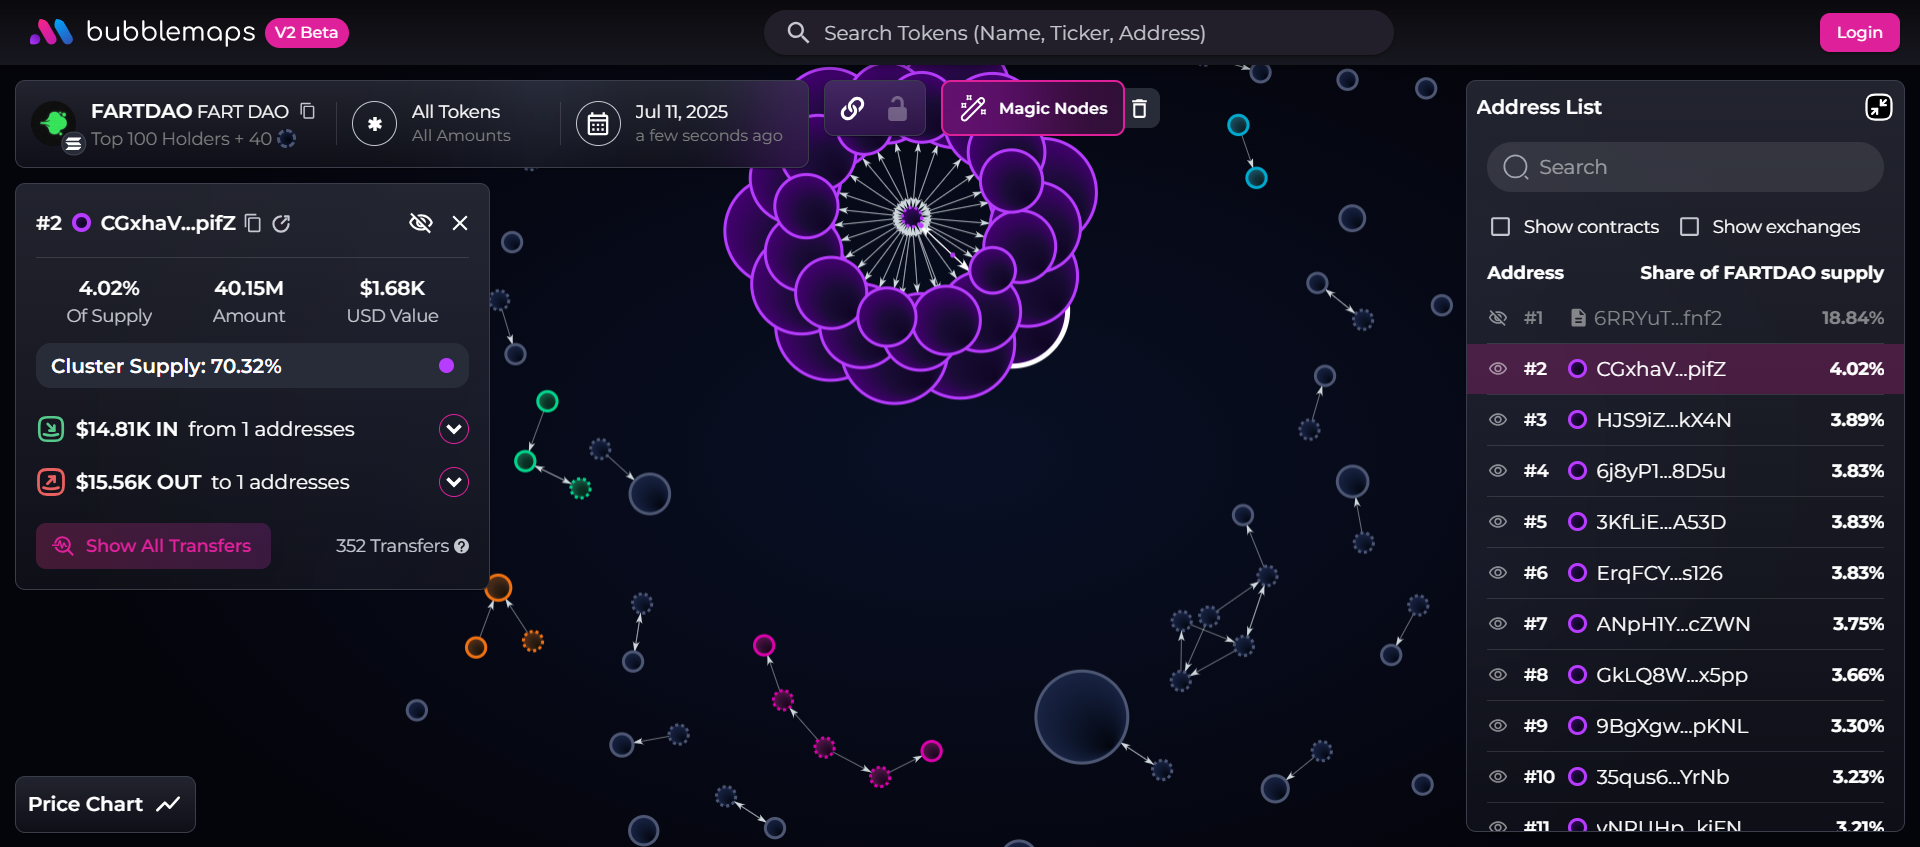 bubblemaps V2 Beta
Search Tokens (Name, Ticker, Address)
Login
FARTDAO FART DAO
Top 100 Holders + 40
All Tokens
All Amounts
Jul 11, 2025
a few seconds ago
Magic Nodes
#2 CGxhaV...pifZ
4.02% 40.15M $1.68K
Of Supply Amount USD Value
Cluster Supply: 70.32%
$14.81K IN from 1 addresses
$15.56K OUT to 1 addresses
Show All Transfers 352 Transfers ?
Price Chart
Address List
Search
Show contracts Show exchanges
Address Share of FARTDAO supply
#1 6RRYuT...fnf2 18.84%
#2 CGxhaV...pifZ 4.02%
#3 HJS9iZ...kX4N 3.89%
#4 6j8yP1...8D5u 3.83%
#5 3KfLiE...A53D 3.83%
#6 ErqFCY...s126 3.83%
#7 ANpH1Y...cZWN 3.75%
#8 GkLQ8W...x5pp 3.66%
#9 9BgXgw...pKNL 3.30%
#10 35qus6...YrNb 3.23%
#11 3.21%